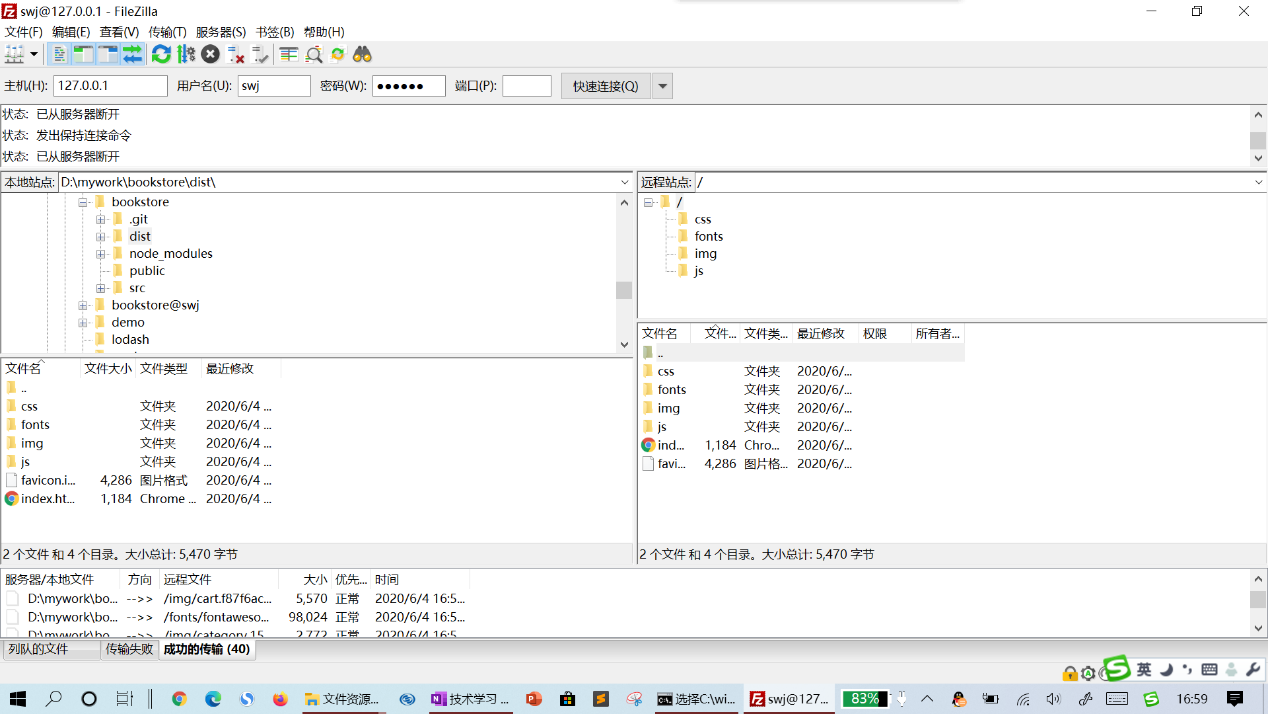 swj@127.0.0.1 - FileZilla
文件(F) 编辑(E) 查看(V) 传输(T) 服务器(S) 书签(B) 帮助(H)
主机(H): 127.0.0.1 用户名(U): swj 密码(W): ●●●●●● 端口(P): 快速连接(Q)
状态: 已从服务器断开
状态: 发出保持连接命令
状态: 已从服务器断开
本地站点: D:\mywork\bookstore\dist\
bookstore
.git
dist
node_modules
public
src
bookstore@swj
demo
lodash
远程站点: /
/
css
fonts
img
js
文件名 文件大小 文件类型 最近修改
..
css 文件夹 2020/6/4 ...
fonts 文件夹 2020/6/4 ...
img 文件夹 2020/6/4 ...
js 文件夹 2020/6/4 ...
favicon.i... 4,286 图片格式 2020/6/4 ...
index.ht... 1,184 Chrome ... 2020/6/4 ...
2 个文件 和 4 个目录。大小总计: 5,470 字节
文件名 文件... 文件类... 最近修改 权限 所有者...
..
css 文件夹 2020/6/...
fonts 文件夹 2020/6/...
img 文件夹 2020/6/...
js 文件夹 2020/6/...
ind... 1,184 Chro... 2020/6/...
favi... 4,286 图片格... 2020/6/...
2 个文件 和 4 个目录。大小总计: 5,470 字节
服务器/本地文件 方向 远程文件 大小 优先... 时间
D:\mywork\bo... -->> /img/cart.f87f6ac... 5,570 正常 2020/6/4 16:5...
D:\mywork\bo... -->> /fonts/fontaweso... 98,024 正常 2020/6/4 16:5...
D:\mywork\bo... -->> /img/category.15... 2,772 正常 2020/6/4 16:5...
列队的文件 传输失败 成功的传输 (40)
英
文件资源... 技术学习 ... 选择C:\wi... swj@127... 83% 16:59